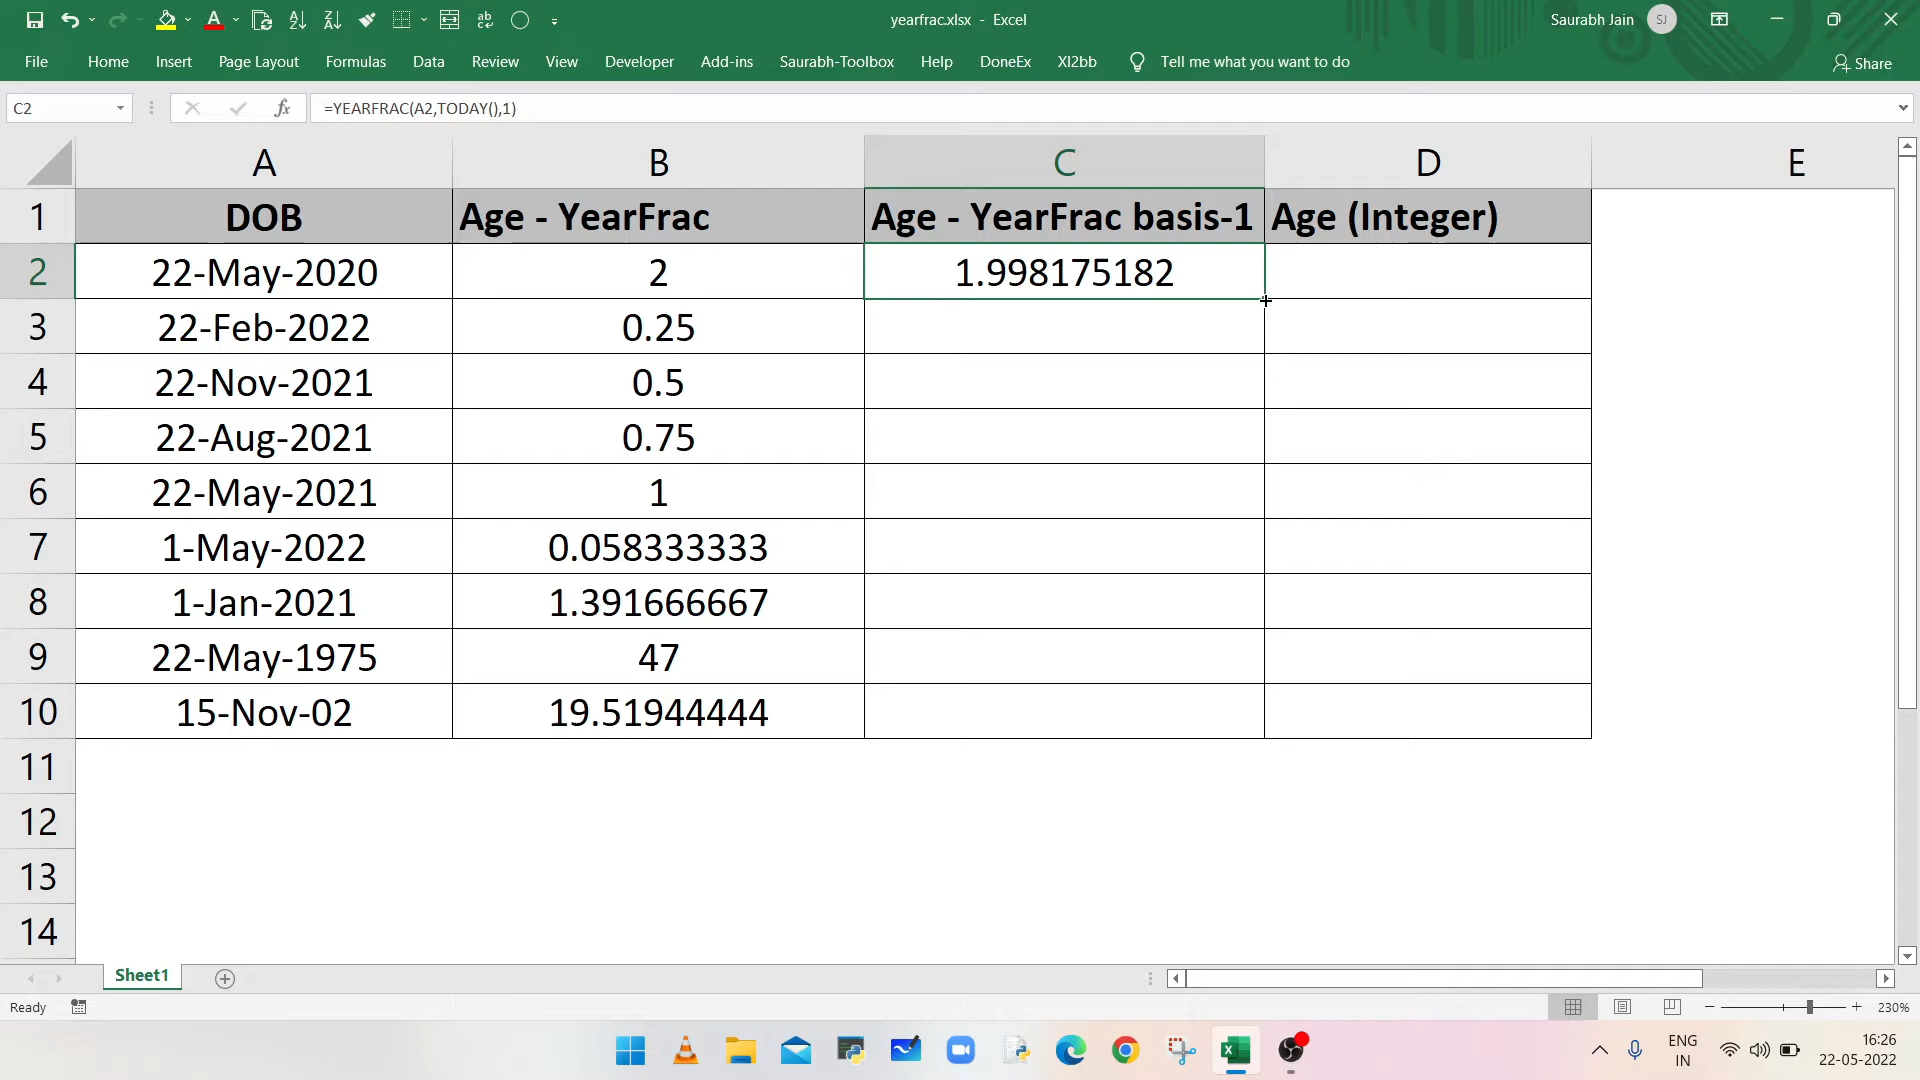 yearfrac.xlsx - Excel
Saurabh Jain SJ
File Home Insert Page Layout Formulas Data Review View Developer Add-ins Saurabh-Toolbox Help DoneEx Xl2bb Tell me what you want to do Share
C2 fx =YEARFRAC(A2,TODAY(),1)
A B C D E
1 DOB Age - YearFrac Age - YearFrac basis-1 Age (Integer)
2 22-May-2020 2 1.998175182
3 22-Feb-2022 0.25
4 22-Nov-2021 0.5
5 22-Aug-2021 0.75
6 22-May-2021 1
7 1-May-2022 0.058333333
8 1-Jan-2021 1.391666667
9 22-May-1975 47
10 15-Nov-02 19.51944444
11
12
13
14
Sheet1
Ready 230%
ENG 16:26
IN 22-05-2022